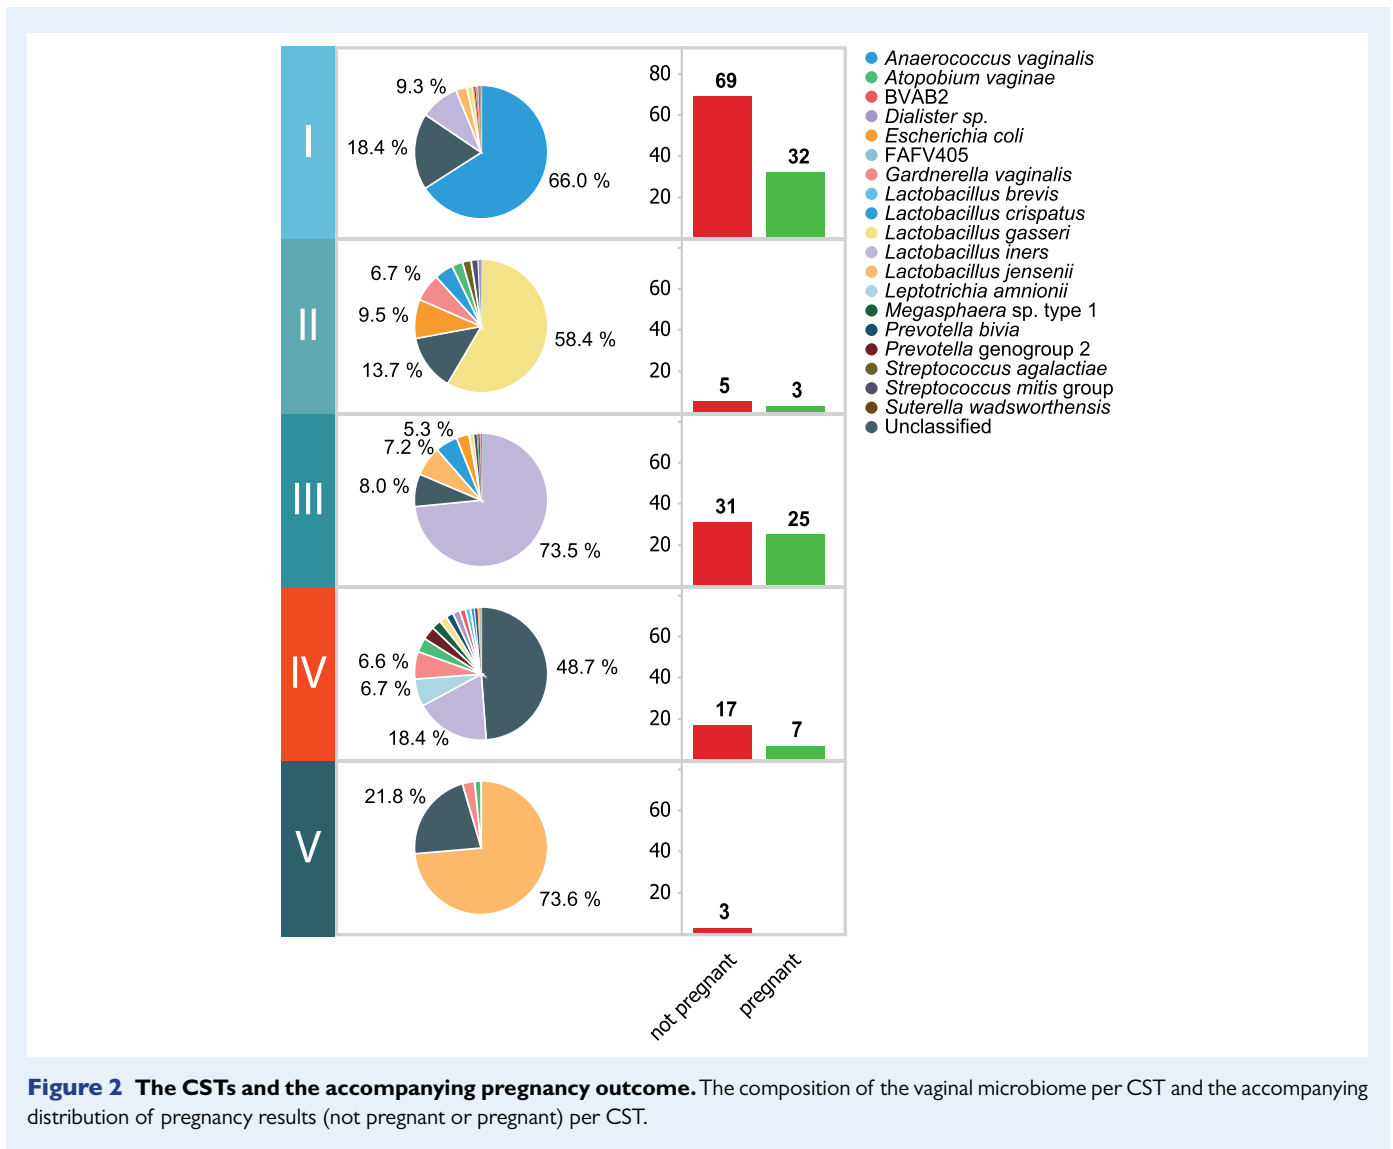 I
9.3 %
18.4 %
66.0 %
80
60
40
20
69
32
II
6.7 %
9.5 %
13.7 %
58.4 %
60
40
20
5
3
III
5.3 %
7.2 %
8.0 %
73.5 %
60
40
20
31
25
IV
6.6 %
6.7 %
18.4 %
48.7 %
60
40
20
17
7
V
21.8 %
73.6 %
60
40
20
3
not pregnant
pregnant
Anaerococcus vaginalis
Atopobium vaginae
BVAB2
Dialister sp.
Escherichia coli
FAFV405
Gardnerella vaginalis
Lactobacillus brevis
Lactobacillus crispatus
Lactobacillus gasseri
Lactobacillus iners
Lactobacillus jensenii
Leptotrichia amnionii
Megasphaera sp. type 1
Prevotella bivia
Prevotella genogroup 2
Streptococcus agalactiae
Streptococcus mitis group
Suterella wadsworthensis
Unclassified
Figure 2 The CSTs and the accompanying pregnancy outcome. The composition of the vaginal microbiome per CST and the accompanying
distribution of pregnancy results (not pregnant or pregnant) per CST.